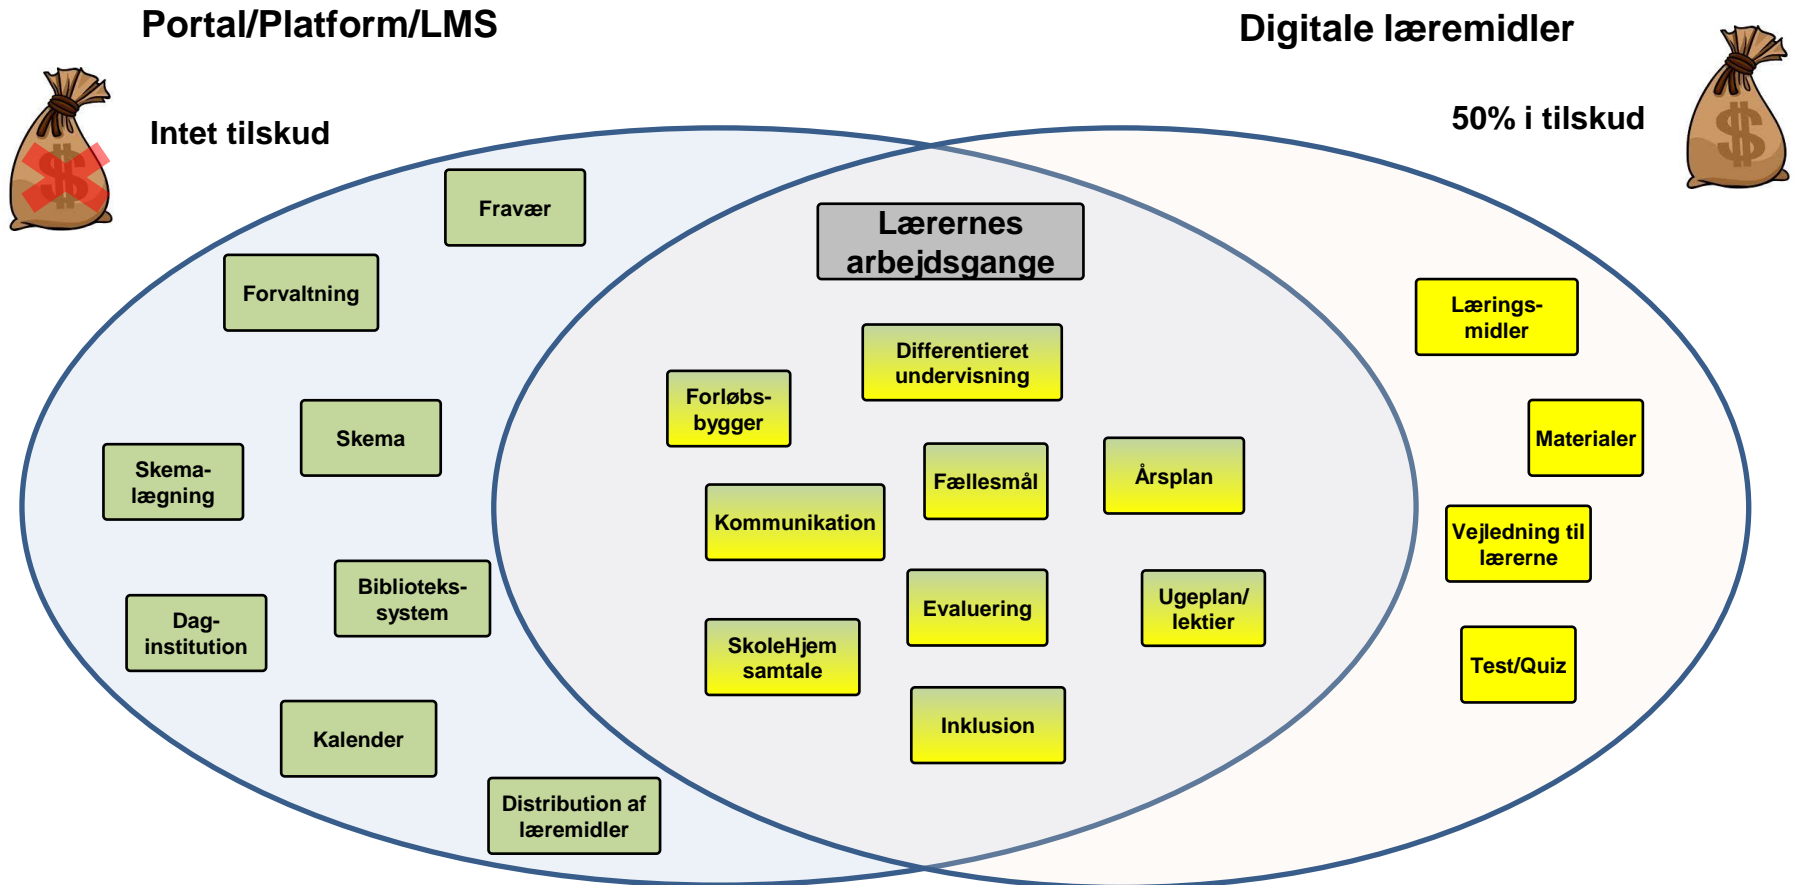 Portal/Platform/LMS
Digitale læremidler
Intet tilskud
50% i tilskud
$
$
Fravær
Forvaltning
Skema
Skema-
lægning
Biblioteks-
system
Dag-
institution
Kalender
Distribution af
læremidler
Lærernes
arbejdsgange
Differentieret
undervisning
Forløbs-
bygger
Fællesmål
Årsplan
Kommunikation
Evaluering
Ugeplan/
lektier
SkoleHjem
samtale
Inklusion
Lærings-
midler
Materialer
Vejledning til
lærerne
Test/Quiz